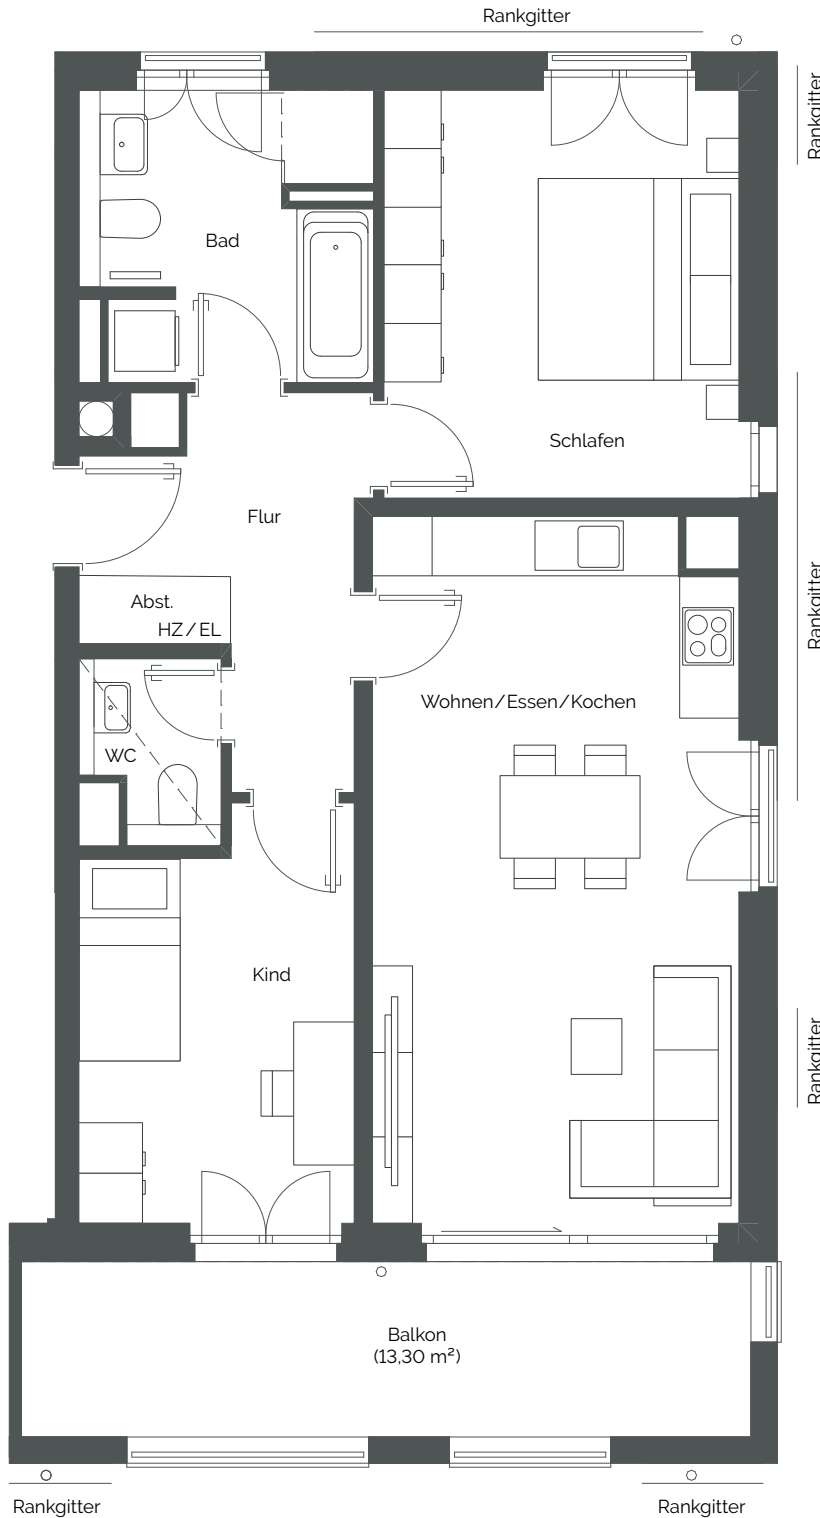 Rankgitter
Rankgitter
Bad
Schlafen
Flur
Rankgitter
Abst.
HZ/EL
Wohnen/Essen/Kochen
WC
Kind
Rankgitter
Balkon
(13,30 m²)
Rankgitter
Rankgitter